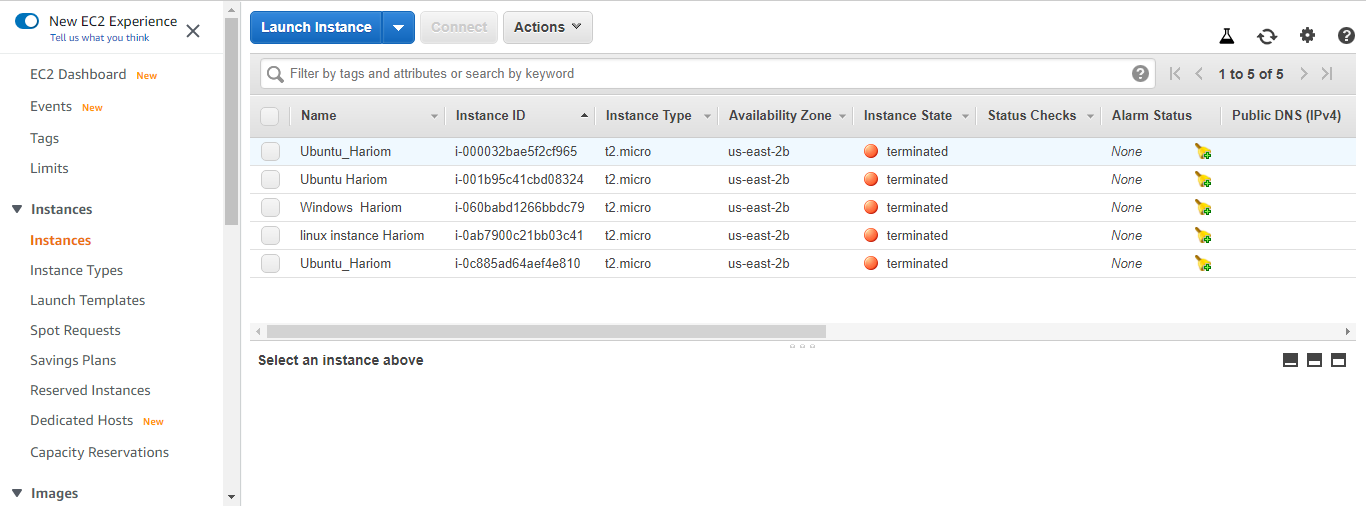 New EC2 Experience
Tell us what you think
EC2 Dashboard New
Events New
Tags
Limits
Instances
Instances
Instance Types
Launch Templates
Spot Requests
Savings Plans
Reserved Instances
Dedicated Hosts New
Capacity Reservations
Images
Launch Instance Connect Actions
Filter by tags and attributes or search by keyword ? 1 to 5 of 5
Name Instance ID Instance Type Availability Zone Instance State Status Checks Alarm Status Public DNS (IPv4)
Ubuntu_Hariom i-000032bae5f2cf965 t2.micro us-east-2b terminated None
Ubuntu Hariom i-001b95c41cbd08324 t2.micro us-east-2b terminated None
Windows Hariom i-060babd1266bbdc79 t2.micro us-east-2b terminated None
linux instance Hariom i-0ab7900c21bb03c41 t2.micro us-east-2b terminated None
Ubuntu_Hariom i-0c885ad64aef4e810 t2.micro us-east-2b terminated None
Select an instance above